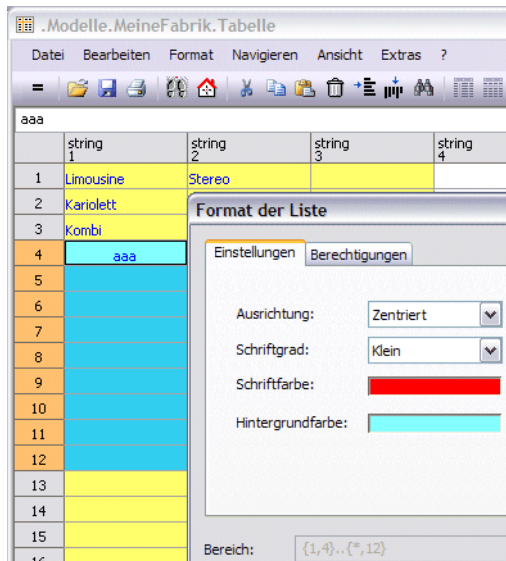 .Modelle.MeineFabrik.Tabelle
Datei Bearbeiten Format Navigieren Ansicht Extras ?
=
aaa
string string string string
1 2 3 4
1 Limousine Stereo
2 Kariolett
3 Kombi
Format der Liste
4 aaa
Einstellungen Berechtigungen
5
6
Ausrichtung: Zentriert
7
8
Schriftgrad: Klein
9
Schriftfarbe:
10
Hintergrundfarbe:
11
12
13
14
15
Bereich: {1,4}..{*,12}
16